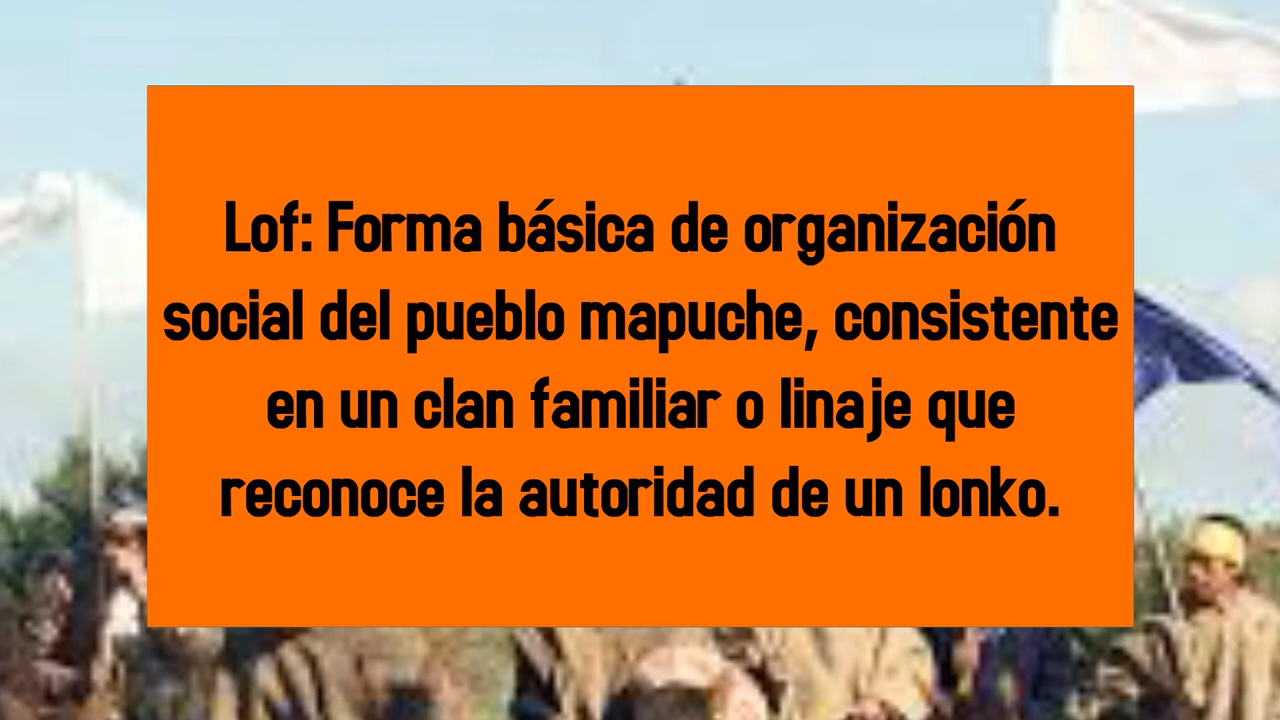 Lof: Forma básica de organización
social del pueblo mapuche, consistente
en un clan familiar o linaje que
reconoce la autoridad de un lonko.